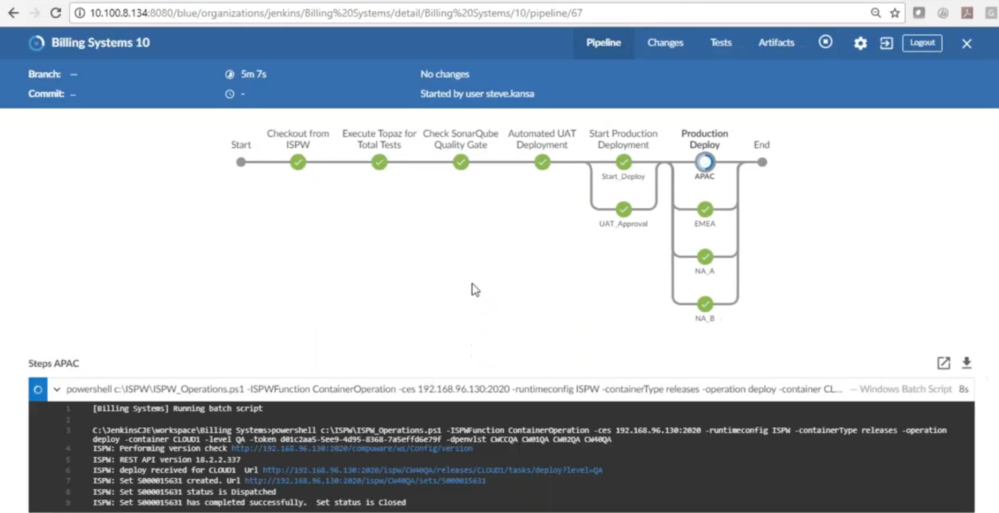 10.100.8.134:8080/blue/organizations/jenkins/Billing%20Systems/detail/Billing%20Systems/10/pipeline/67
Billing Systems 10
Pipeline
Changes
Tests
Artifacts
Logout
Branch: —
5m 7s
No changes
Commit: –
-
Started by user steve.kansa
Start
Checkout from
ISPW
Execute Topaz for
Total Tests
Check SonarQube
Quality Gate
Automated UAT
Deployment
Start Production
Deployment
Production
Deploy
End
Start_Deploy
APAC
UAT_Approval
EMEA
NA_A
NA_B
Steps APAC
powershell c:\ISPW\ISPW_Operations.ps1 -ISPWFunction ContainerOperation -ces 192.168.96.130:2020 -runtimeconfig ISPW -containerType releases -operation deploy -container CL... — Windows Batch Script 8s
1 [Billing Systems] Running batch script
2
3 C:\JenkinsCJE\workspace\Billing Systems>powershell c:\ISPW\ISPW_Operations.ps1 -ISPWFunction ContainerOperation -ces 192.168.96.130:2020 -runtimeconfig ISPW -containerType releases -operation
deploy -container CLOUD1 -level QA -token d01c2aa5-5ee9-4d95-8368-7a5effd6e79f -dpenvlst CWCCQA CW01QA CW02QA CW40QA
4 ISPW: Performing version check http://192.168.96.130:2020/compuware/ws/Config/version
5 ISPW: REST API version 18.2.2.337
6 ISPW: deploy received for CLOUD1 Url http://192.168.96.130:2020/ispw/CW40QA/releases/CLOUD1/tasks/deploy?level=QA
7 ISPW: Set S000015631 created. Url http://192.168.96.130:2020/ispw/CW40QA/sets/S000015631
8 ISPW: Set S000015631 status is Dispatched
9 ISPW: Set S000015631 has completed successfully. Set status is Closed